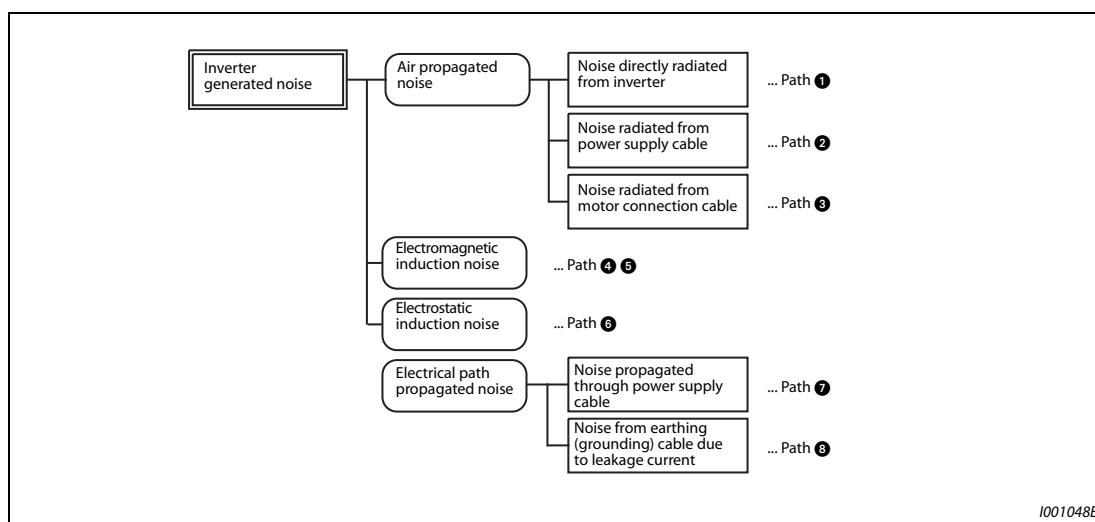 Inverter
generated noise
Air propagated
noise
Noise directly radiated
from inverter
... Path ❶
Noise radiated from
power supply cable
... Path ❷
Noise radiated from
motor connection cable
... Path ❸
Electromagnetic
induction noise
... Path ❹ ❺
Electrostatic
induction noise
... Path ❻
Electrical path
propagated noise
Noise propagated
through power supply
cable
... Path ❼
Noise from earthing
(grounding) cable due
to leakage current
... Path ❽
I001048E